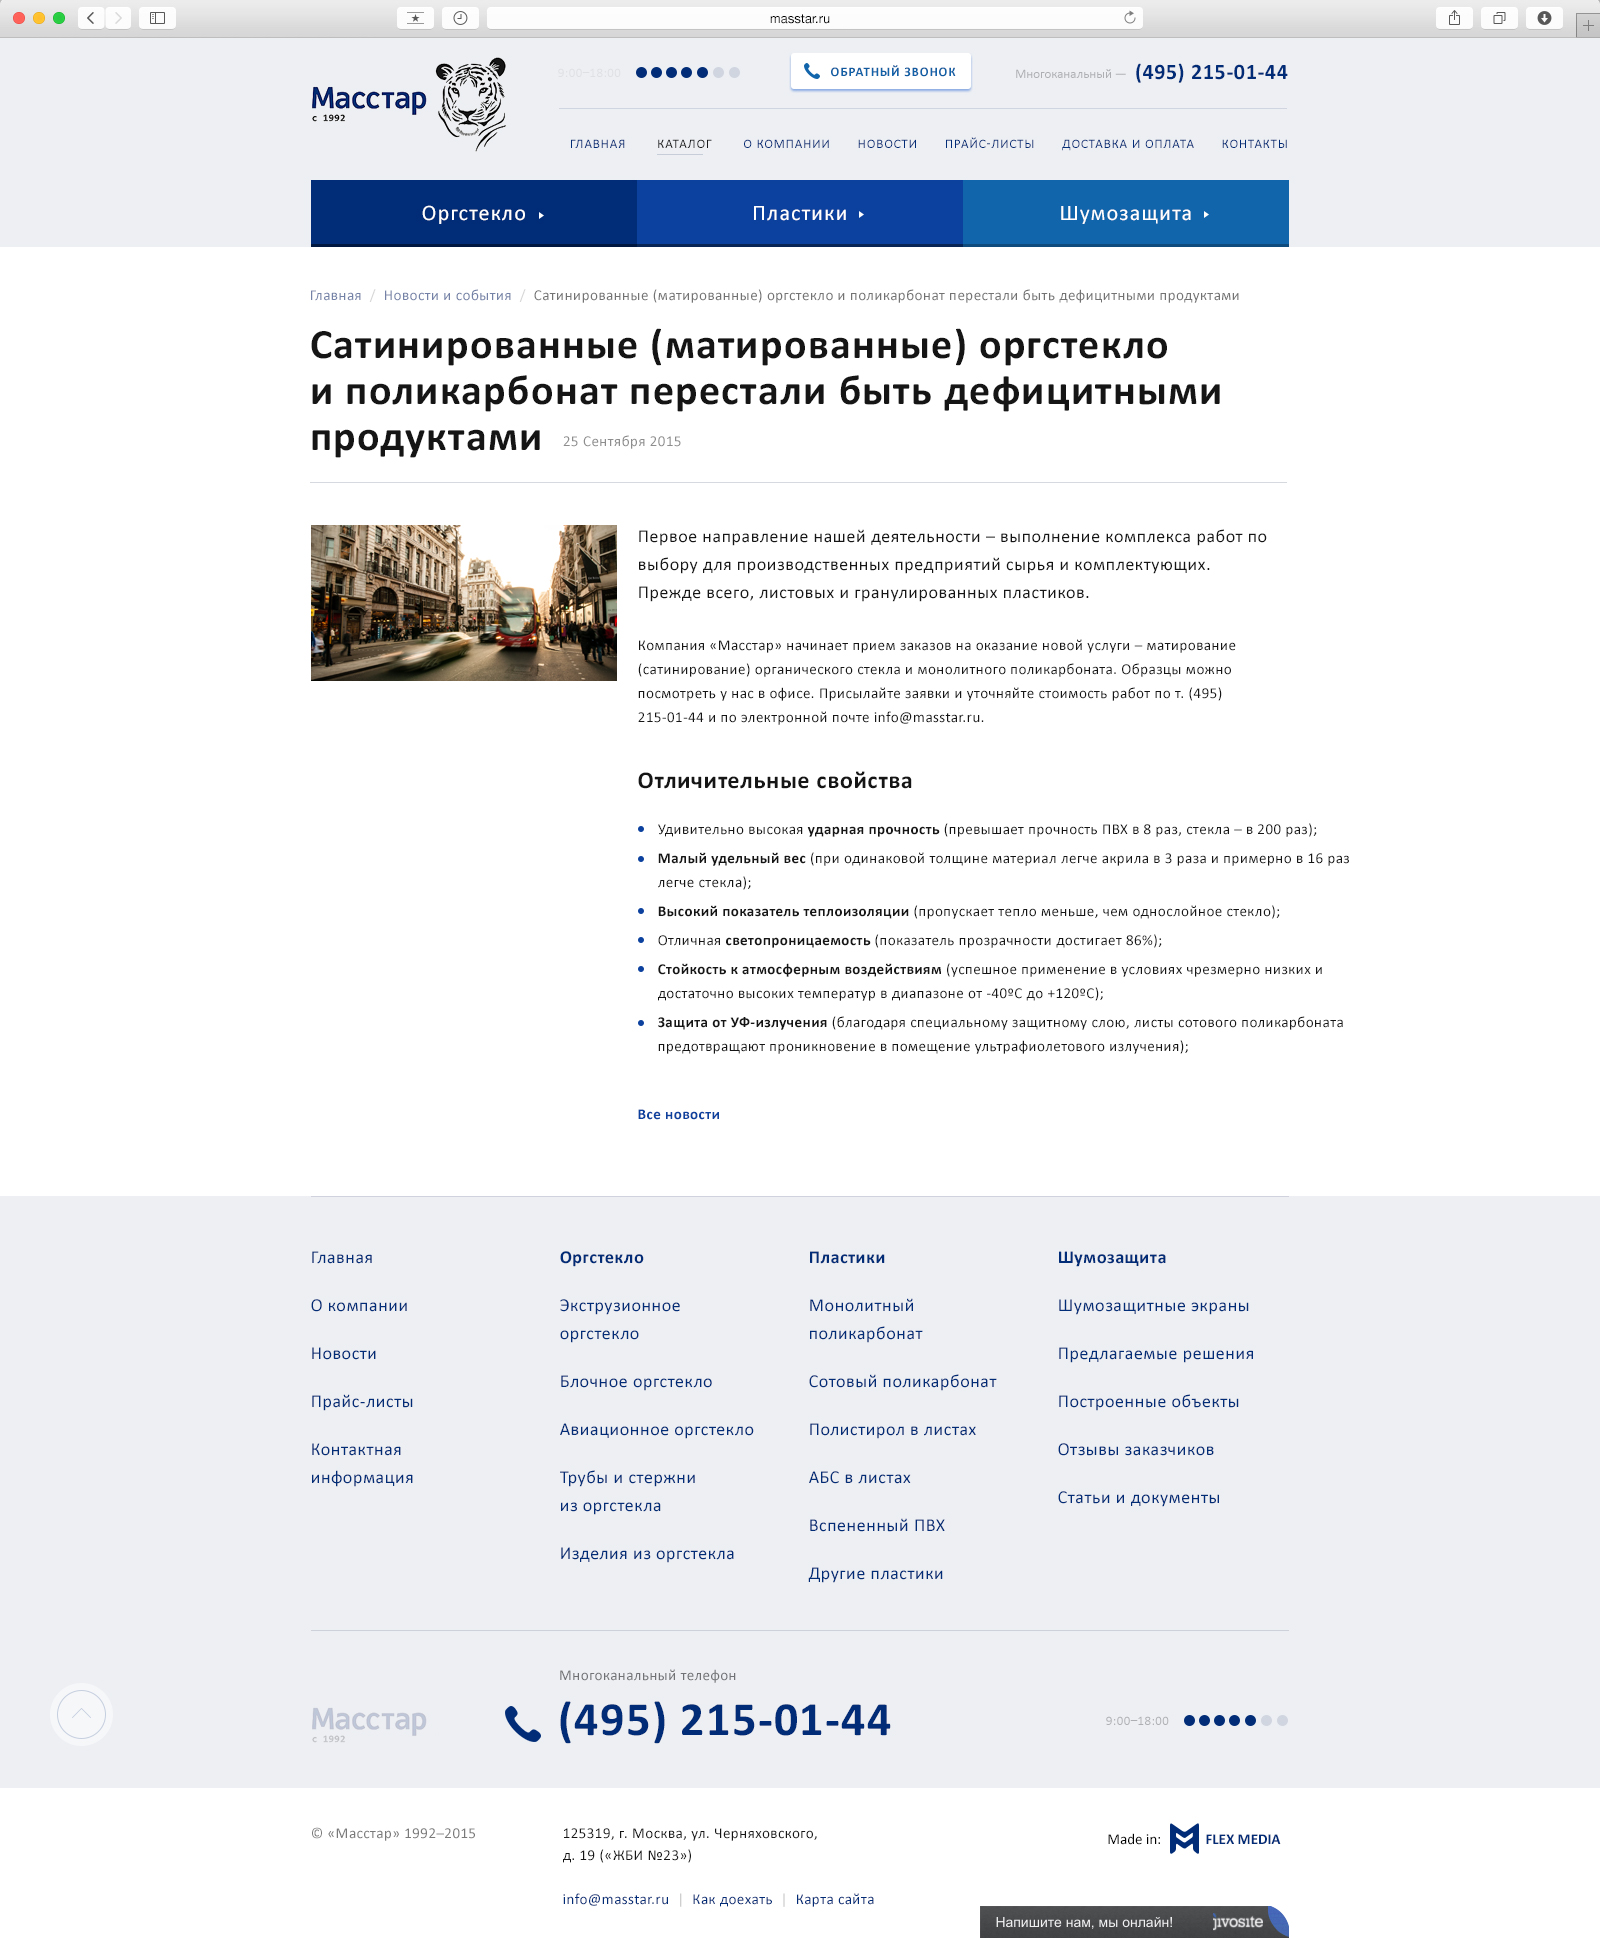 masstar.ru
Масстар
с 1992
9:00–18:00
ОБРАТНЫЙ ЗВОНОК
Многоканальный — (495) 215-01-44
ГЛАВНАЯ КАТАЛОГ О КОМПАНИИ НОВОСТИ ПРАЙС-ЛИСТЫ ДОСТАВКА И ОПЛАТА КОНТАКТЫ
Оргстекло Пластики Шумозащита
Главная / Новости и события / Сатинированные (матированные) оргстекло и поликарбонат перестали быть дефицитными продуктами
Сатинированные (матированные) оргстекло
и поликарбонат перестали быть дефицитными
продуктами 25 Сентября 2015
Первое направление нашей деятельности – выполнение комплекса работ по
выбору для производственных предприятий сырья и комплектующих.
Прежде всего, листовых и гранулированных пластиков.
Компания «Масстар» начинает прием заказов на оказание новой услуги – матирование
(сатинирование) органического стекла и монолитного поликарбоната. Образцы можно
посмотреть у нас в офисе. Присылайте заявки и уточняйте стоимость работ по т. (495)
215-01-44 и по электронной почте info@masstar.ru.
Отличительные свойства
Удивительно высокая ударная прочность (превышает прочность ПВХ в 8 раз, стекла – в 200 раз);
Малый удельный вес (при одинаковой толщине материал легче акрила в 3 раза и примерно в 16 раз
легче стекла);
Высокий показатель теплоизоляции (пропускает тепло меньше, чем однослойное стекло);
Отличная светопроницаемость (показатель прозрачности достигает 86%);
Стойкость к атмосферным воздействиям (успешное применение в условиях чрезмерно низких и
достаточно высоких температур в диапазоне от -40ºС до +120ºС);
Защита от УФ-излучения (благодаря специальному защитному слою, листы сотового поликарбоната
предотвращают проникновение в помещение ультрафиолетового излучения);
Все новости
Главная
О компании
Новости
Прайс-листы
Контактная
информация
Оргстекло
Экструзионное
оргстекло
Блочное оргстекло
Авиационное оргстекло
Трубы и стержни
из оргстекла
Изделия из оргстекла
Пластики
Монолитный
поликарбонат
Сотовый поликарбонат
Полистирол в листах
АБС в листах
Вспененный ПВХ
Другие пластики
Шумозащита
Шумозащитные экраны
Предлагаемые решения
Построенные объекты
Отзывы заказчиков
Статьи и документы
Масстар
с 1992
Многоканальный телефон
(495) 215-01-44
9:00–18:00
© «Масстар» 1992–2015
125319, г. Москва, ул. Черняховского,
д. 19 («ЖБИ №23»)
info@masstar.ru | Как доехать | Карта сайта
Made in: FLEX MEDIA
Напишите нам, мы онлайн! jivosite